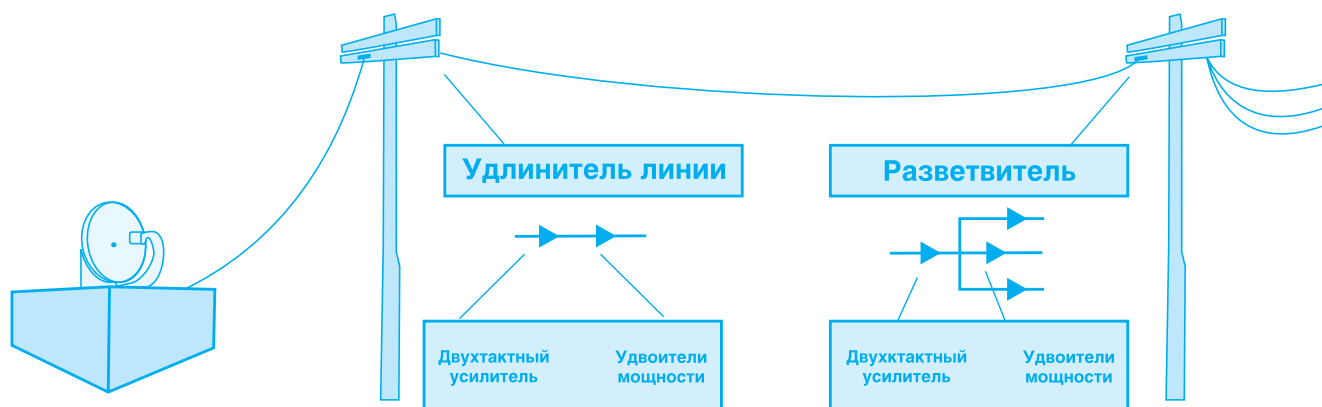 Удлинитель линии
Разветвитель
Двухтактный
усилитель
Удвоители
мощности
Двухктактный
усилитель
Удвоители
мощности